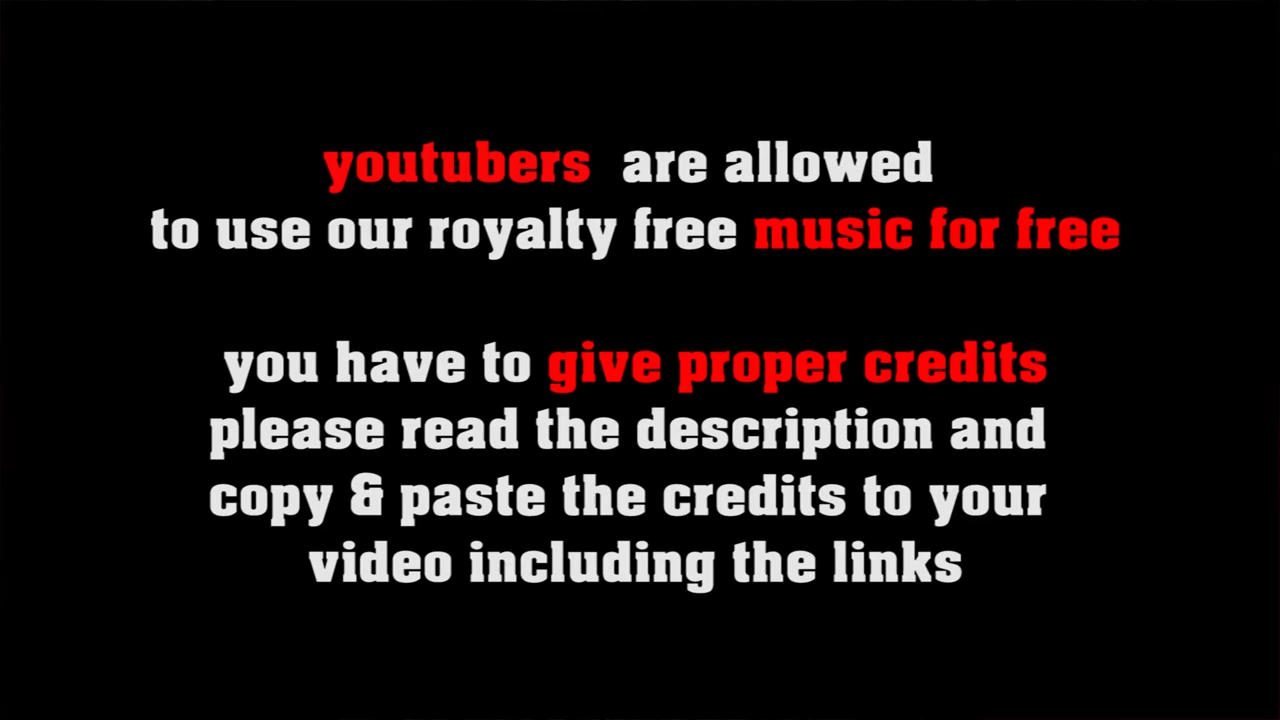 youtubers are allowed
to use our royalty free music for free
you have to give proper credits
please read the description and
copy & paste the credits to your
video including the links